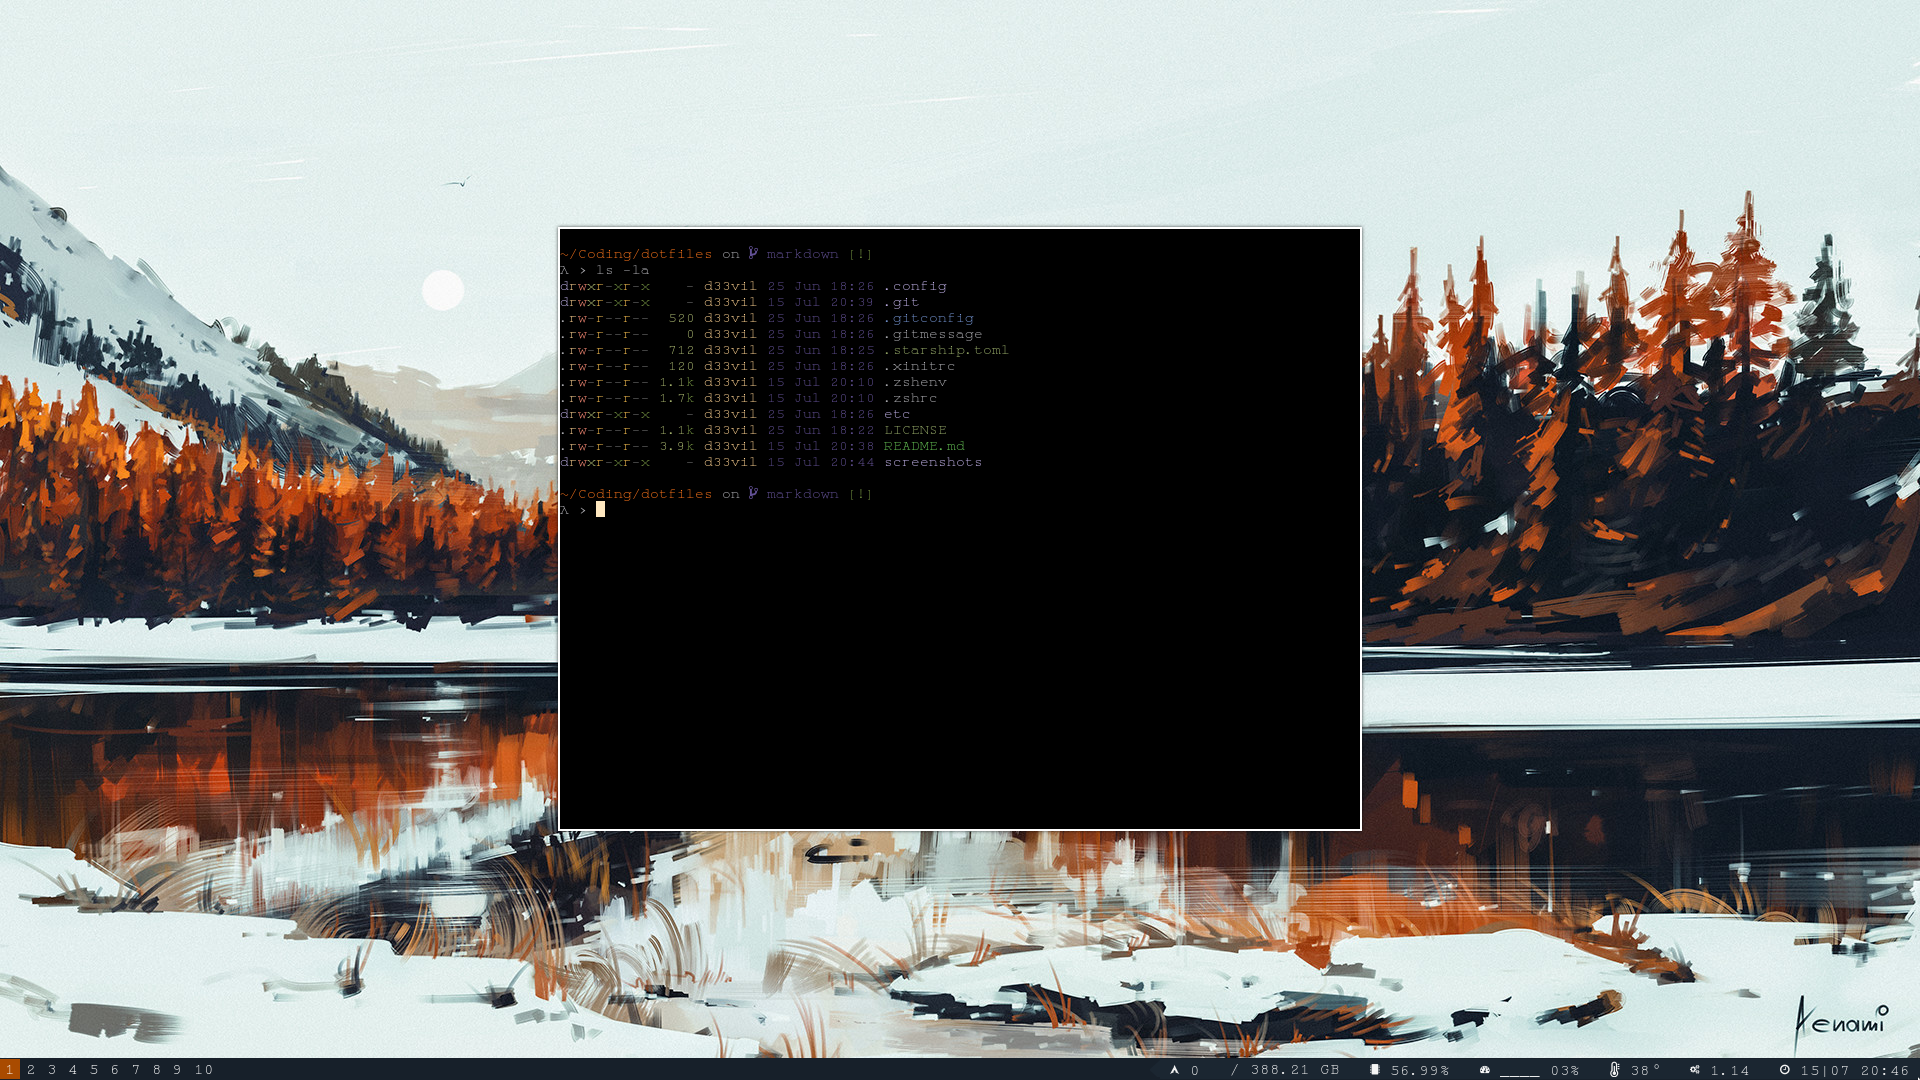 ~/Coding/dotfiles on markdown [!]
λ > ls -la
drwxr-xr-x - d33vil 25 Jun 18:26 .config
drwxr-xr-x - d33vil 15 Jul 20:39 .git
.rw-r--r-- 520 d33vil 25 Jun 18:26 .gitconfig
.rw-r--r-- 0 d33vil 25 Jun 18:26 .gitmessage
.rw-r--r-- 712 d33vil 25 Jun 18:25 .starship.toml
.rw-r--r-- 120 d33vil 25 Jun 18:26 .xinitrc
.rw-r--r-- 1.1k d33vil 15 Jul 20:10 .zshenv
.rw-r--r-- 1.7k d33vil 15 Jul 20:10 .zshrc
drwxr-xr-x - d33vil 25 Jun 18:26 etc
.rw-r--r-- 1.1k d33vil 25 Jun 18:22 LICENSE
.rw-r--r-- 3.9k d33vil 15 Jul 20:38 README.md
drwxr-xr-x - d33vil 15 Jul 20:44 screenshots
~/Coding/dotfiles on markdown [!]
λ >
Aenami
1 2 3 4 5 6 7 8 9 10 0 / 388.21 GB 56.99% ____ 03% 38° 1.14 15|07 20:46